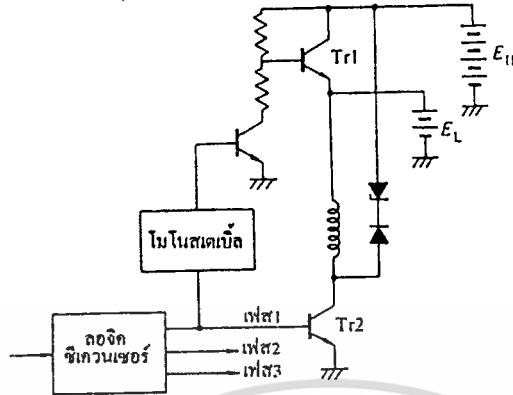 Tr1
E_H
E_L
โมโนสเตเบิ้ล
เฟส1
Tr2
ลอจิก
ซีเควนเซอร์
เฟส2
เฟส3